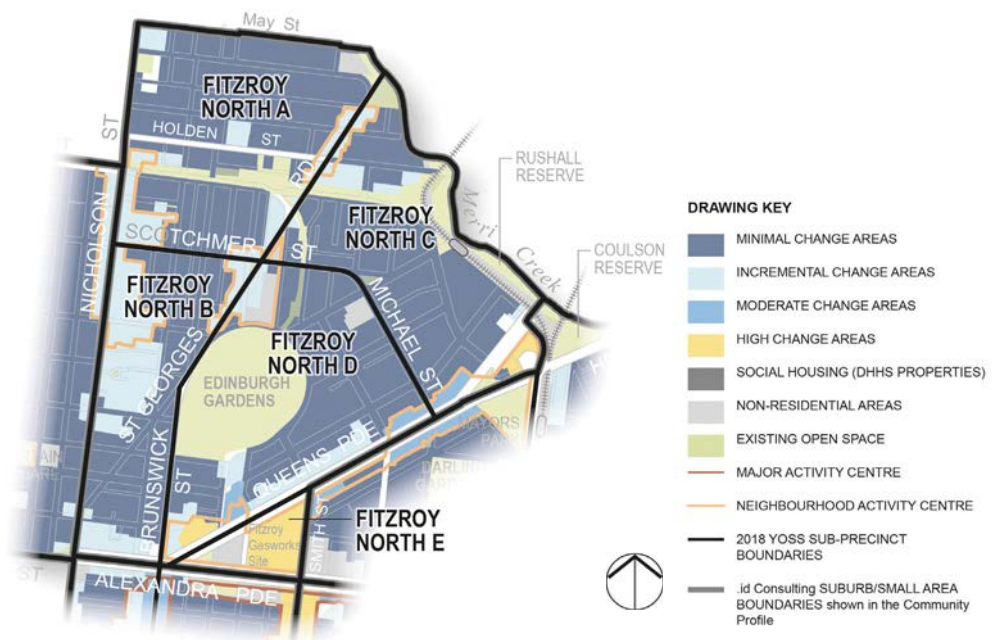 May St
FITZROY
NORTH A
HOLDEN ST
ST
NICHOLSON
RD
RUSHALL
RESERVE
FITZROY
NORTH C
Merri Creek
COULSON
RESERVE
SCOTCHMER ST
FITZROY
NORTH B
MICHAEL ST
FITZROY
NORTH D
ST GEORGES
EDINBURGH
GARDENS
BRUNSWICK ST
QUEENS PDE
MAYORS
PARK
SMITH ST
FITZROY
NORTH E
Fitzroy
Gasworks
Site
ST
ALEXANDRA PDE
DRAWING KEY
MINIMAL CHANGE AREAS
INCREMENTAL CHANGE AREAS
MODERATE CHANGE AREAS
HIGH CHANGE AREAS
SOCIAL HOUSING (DHHS PROPERTIES)
NON-RESIDENTIAL AREAS
EXISTING OPEN SPACE
MAJOR ACTIVITY CENTRE
NEIGHBOURHOOD ACTIVITY CENTRE
2018 YOSS SUB-PRECINCT
BOUNDARIES
.id Consulting SUBURB/SMALL AREA
BOUNDARIES shown in the Community
Profile